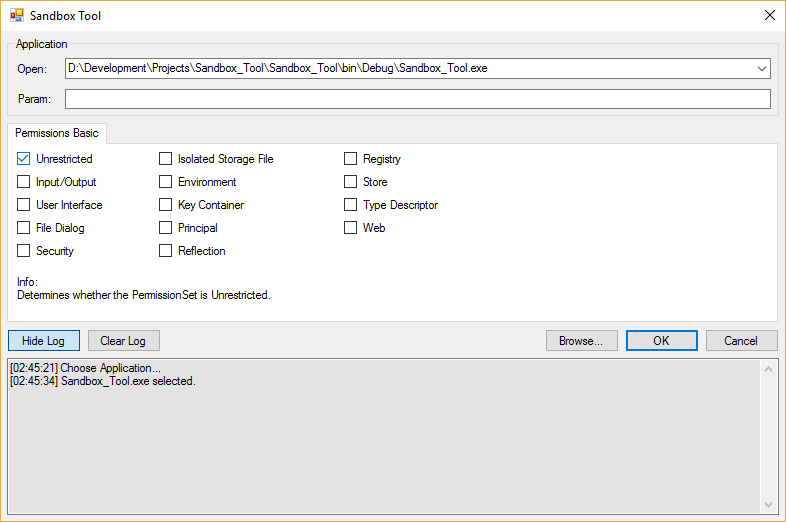 Sandbox Tool
Application
Open: D:\Development\Projects\Sandbox_Tool\Sandbox_Tool\bin\Debug\Sandbox_Tool.exe
Param:
Permissions Basic
Unrestricted Isolated Storage File Registry
Input/Output Environment Store
User Interface Key Container Type Descriptor
File Dialog Principal Web
Security Reflection
Info:
Determines whether the PermissionSet is Unrestricted.
Hide Log Clear Log Browse... OK Cancel
[02:45:21] Choose Application...
[02:45:34] Sandbox_Tool.exe selected.